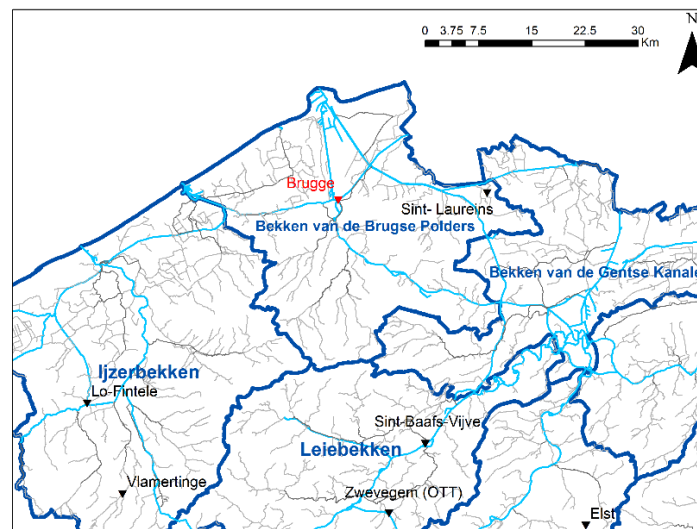 N
0 3.75 7.5 15 22.5 30
Km
Brugge
Sint- Laureins
Bekken van de Brugse Polders
Bekken van de Gentse Kanale
Ijzerbekken
Lo-Fintele
Sint-Baafs-Vijve
Leiebekken
Vlamertinge
Zwevegem (OTT)
Elst